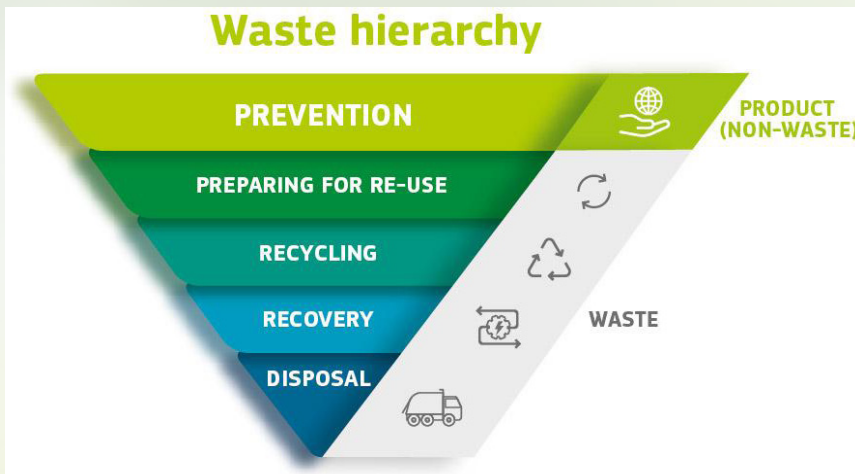 Waste hierarchy
PREVENTION
PRODUCT
(NON-WASTE)
PREPARING FOR RE-USE
RECYCLING
RECOVERY
WASTE
DISPOSAL